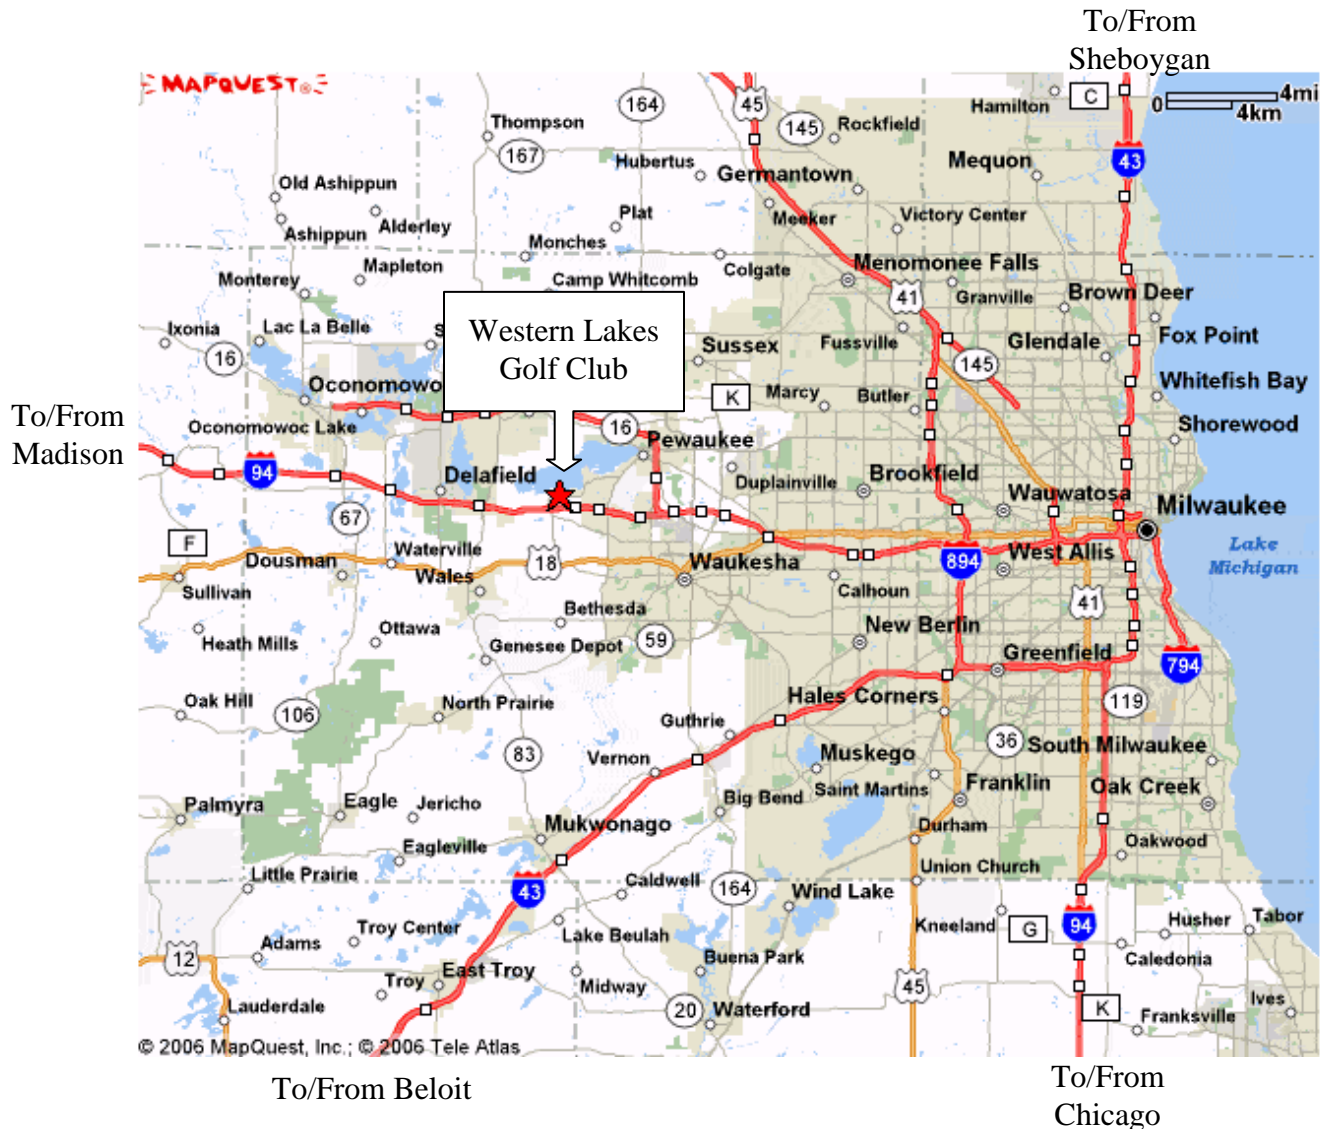 To/From
Sheboygan
MAPQUEST
0 4mi
4km
C
Hamilton
164
45
145
Rockfield
Thompson
167
Hubertus
Germantown
Mequon
43
Old Ashippun
Ashippun
Alderley
Plat
Meeker
Victory Center
Monches
Monterey
Mapleton
Camp Whitcomb
Colgate
Menomonee Falls
41
Granville
Brown Deer
Ixonia
Lac La Belle
S
16
Western Lakes
Golf Club
Sussex
Fussville
145
Glendale
Fox Point
Oconomowo
K
Marcy
Butler
Whitefish Bay
To/From
Madison
Oconomowoc Lake
16
Pewaukee
Shorewood
94
Delafield
Duplainville
Brookfield
Wauwatosa
Milwaukee
67
F
Dousman
Waterville
Wales
18
Waukesha
894
West Allis
Lake
Michigan
Sullivan
Calhoun
41
Bethesda
Heath Mills
Ottawa
Genesee Depot
59
New Berlin
Greenfield
794
Oak Hill
106
North Prairie
Guthrie
Hales Corners
119
83
Vernon
Muskego
36
South Milwaukee
Saint Martins
Franklin
Oak Creek
Palmyra
Eagle
Jericho
Big Bend
Mukwonago
Durham
Oakwood
Eagleville
Little Prairie
Union Church
43
Caldwell
164
Wind Lake
Kneeland
G
94
Husher
Tabor
Troy Center
Lake Beulah
Caledonia
12
Adams
Buena Park
East Troy
Troy
Midway
45
Lauderdale
20
Waterford
K
Franksville
Ives
© 2006 MapQuest, Inc.; © 2006 Tele Atlas
To/From Beloit
To/From
Chicago